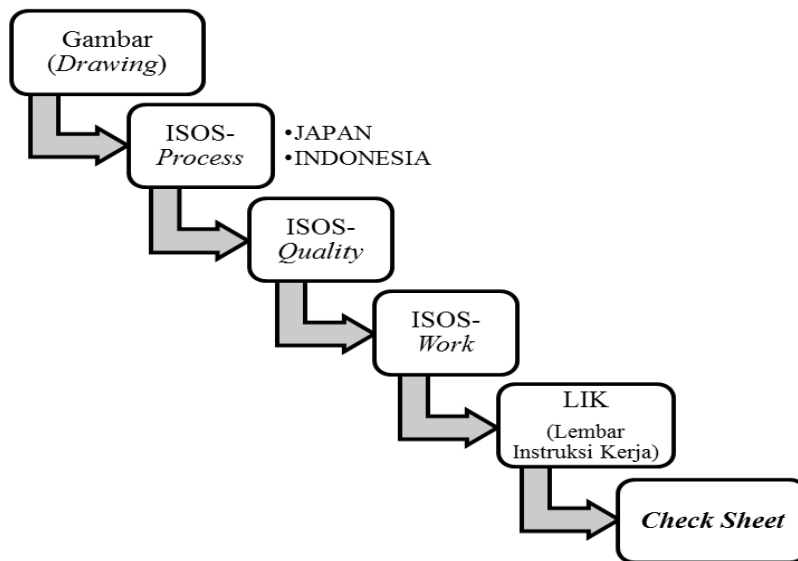 Gambar
(Drawing)
ISOS-
Process
•JAPAN
•INDONESIA
ISOS-
Quality
ISOS-
Work
LIK
(Lembar
Instruksi Kerja)
Check Sheet